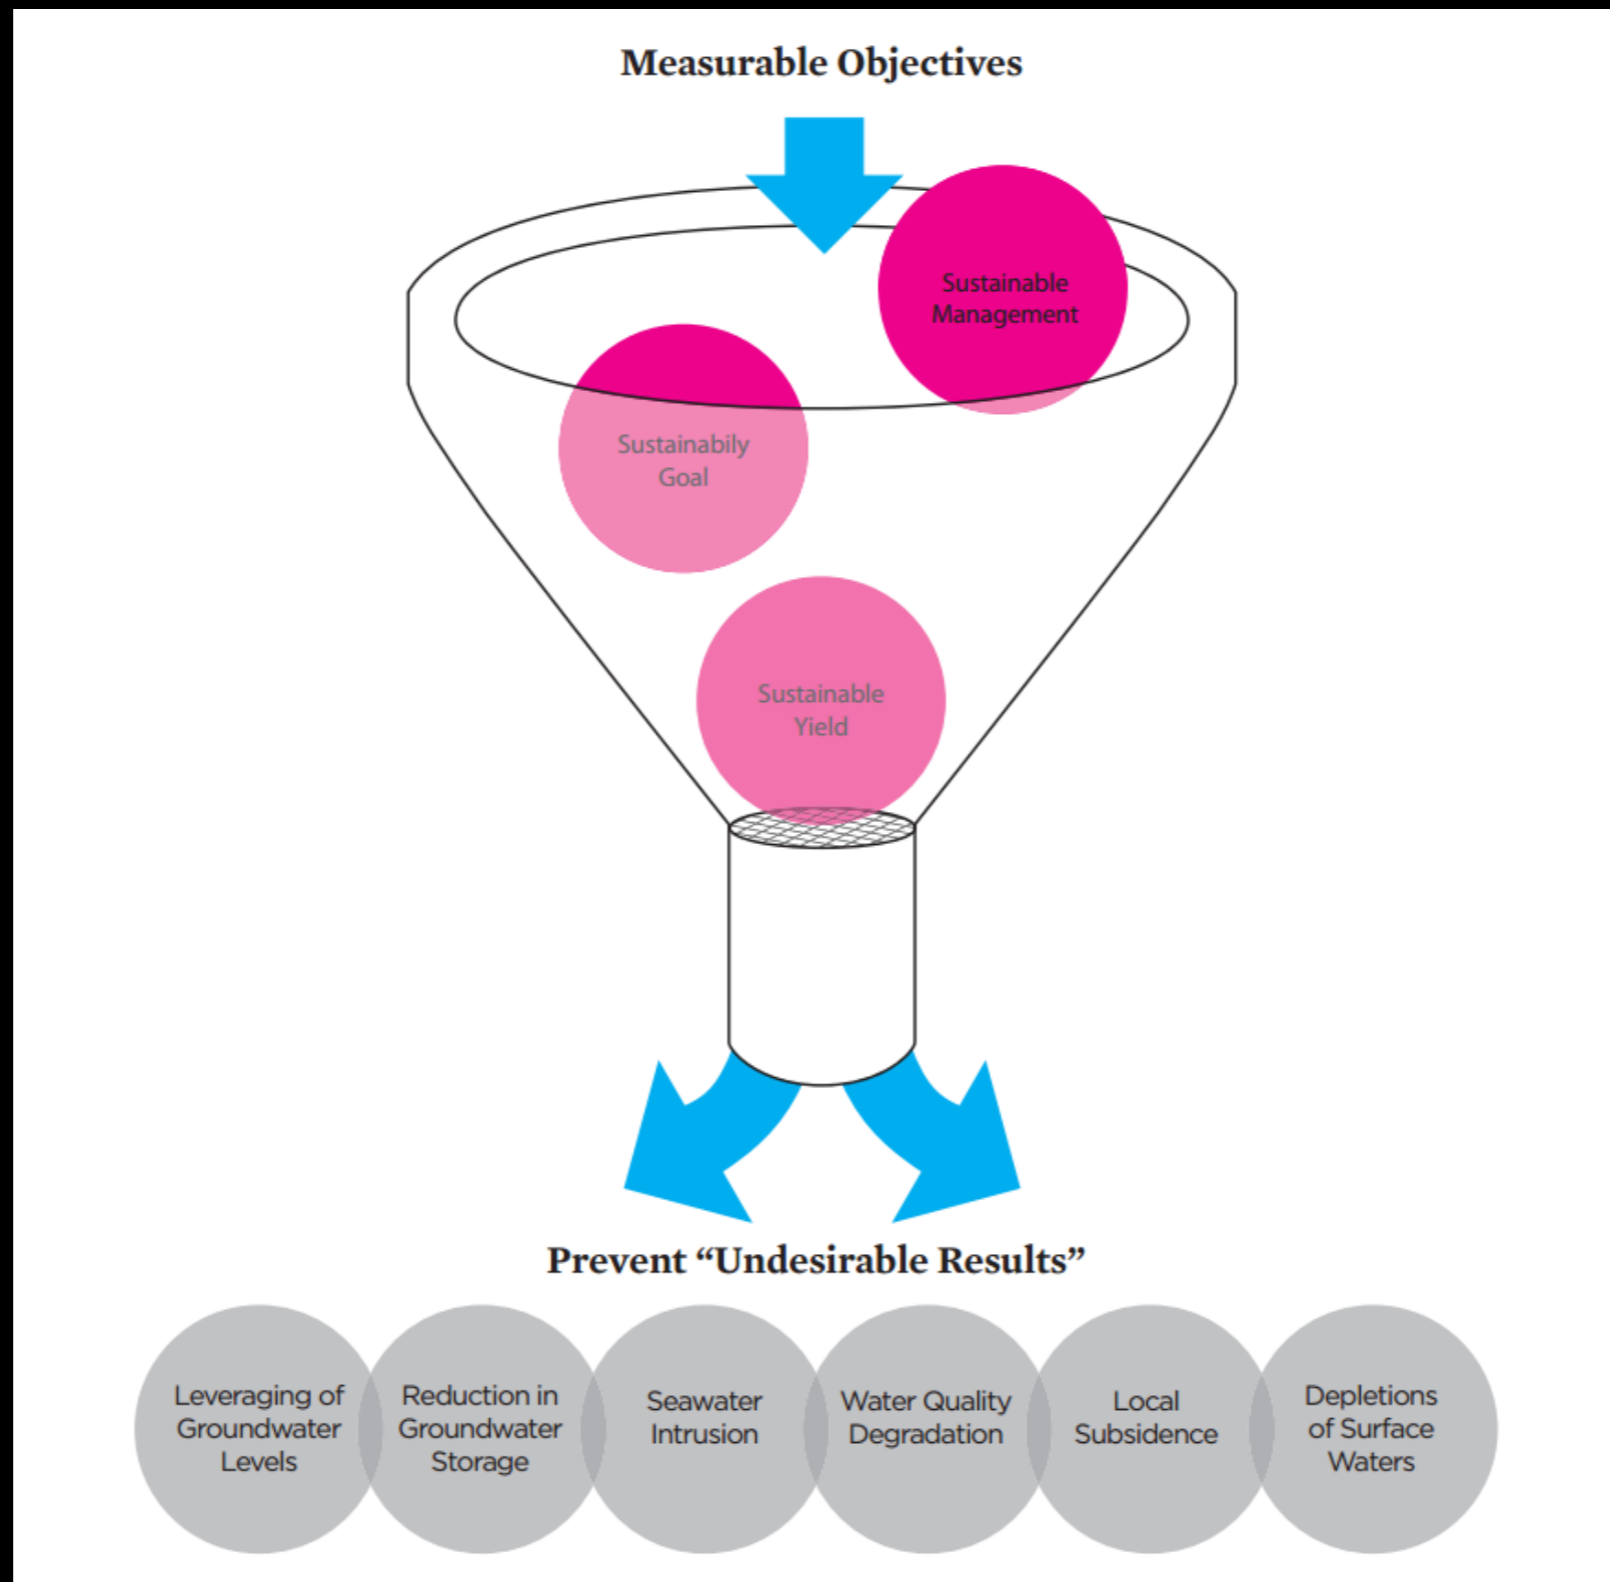 Measurable Objectives
Sustainable
Management
Sustainabily
Goal
Sustainable
Yield
Prevent “Undesirable Results”
Leveraging of
Groundwater
Levels
Reduction in
Groundwater
Storage
Seawater
Intrusion
Water Quality
Degradation
Local
Subsidence
Depletions
of Surface
Waters